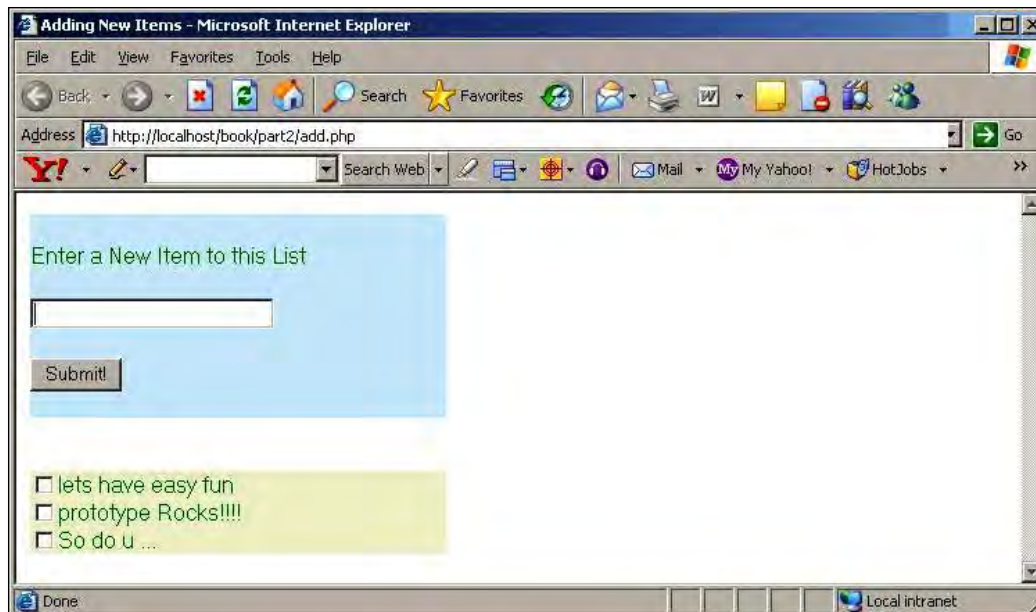 Adding New Items - Microsoft Internet Explorer
File Edit View Favorites Tools Help
Back Search Favorites W
Address http://localhost/book/part2/add.php Go
Y! Search Web Mail My My Yahoo! HotJobs »
Enter a New Item to this List
Submit!
lets have easy fun
prototype Rocks!!!!
So do u ...
Done Local intranet